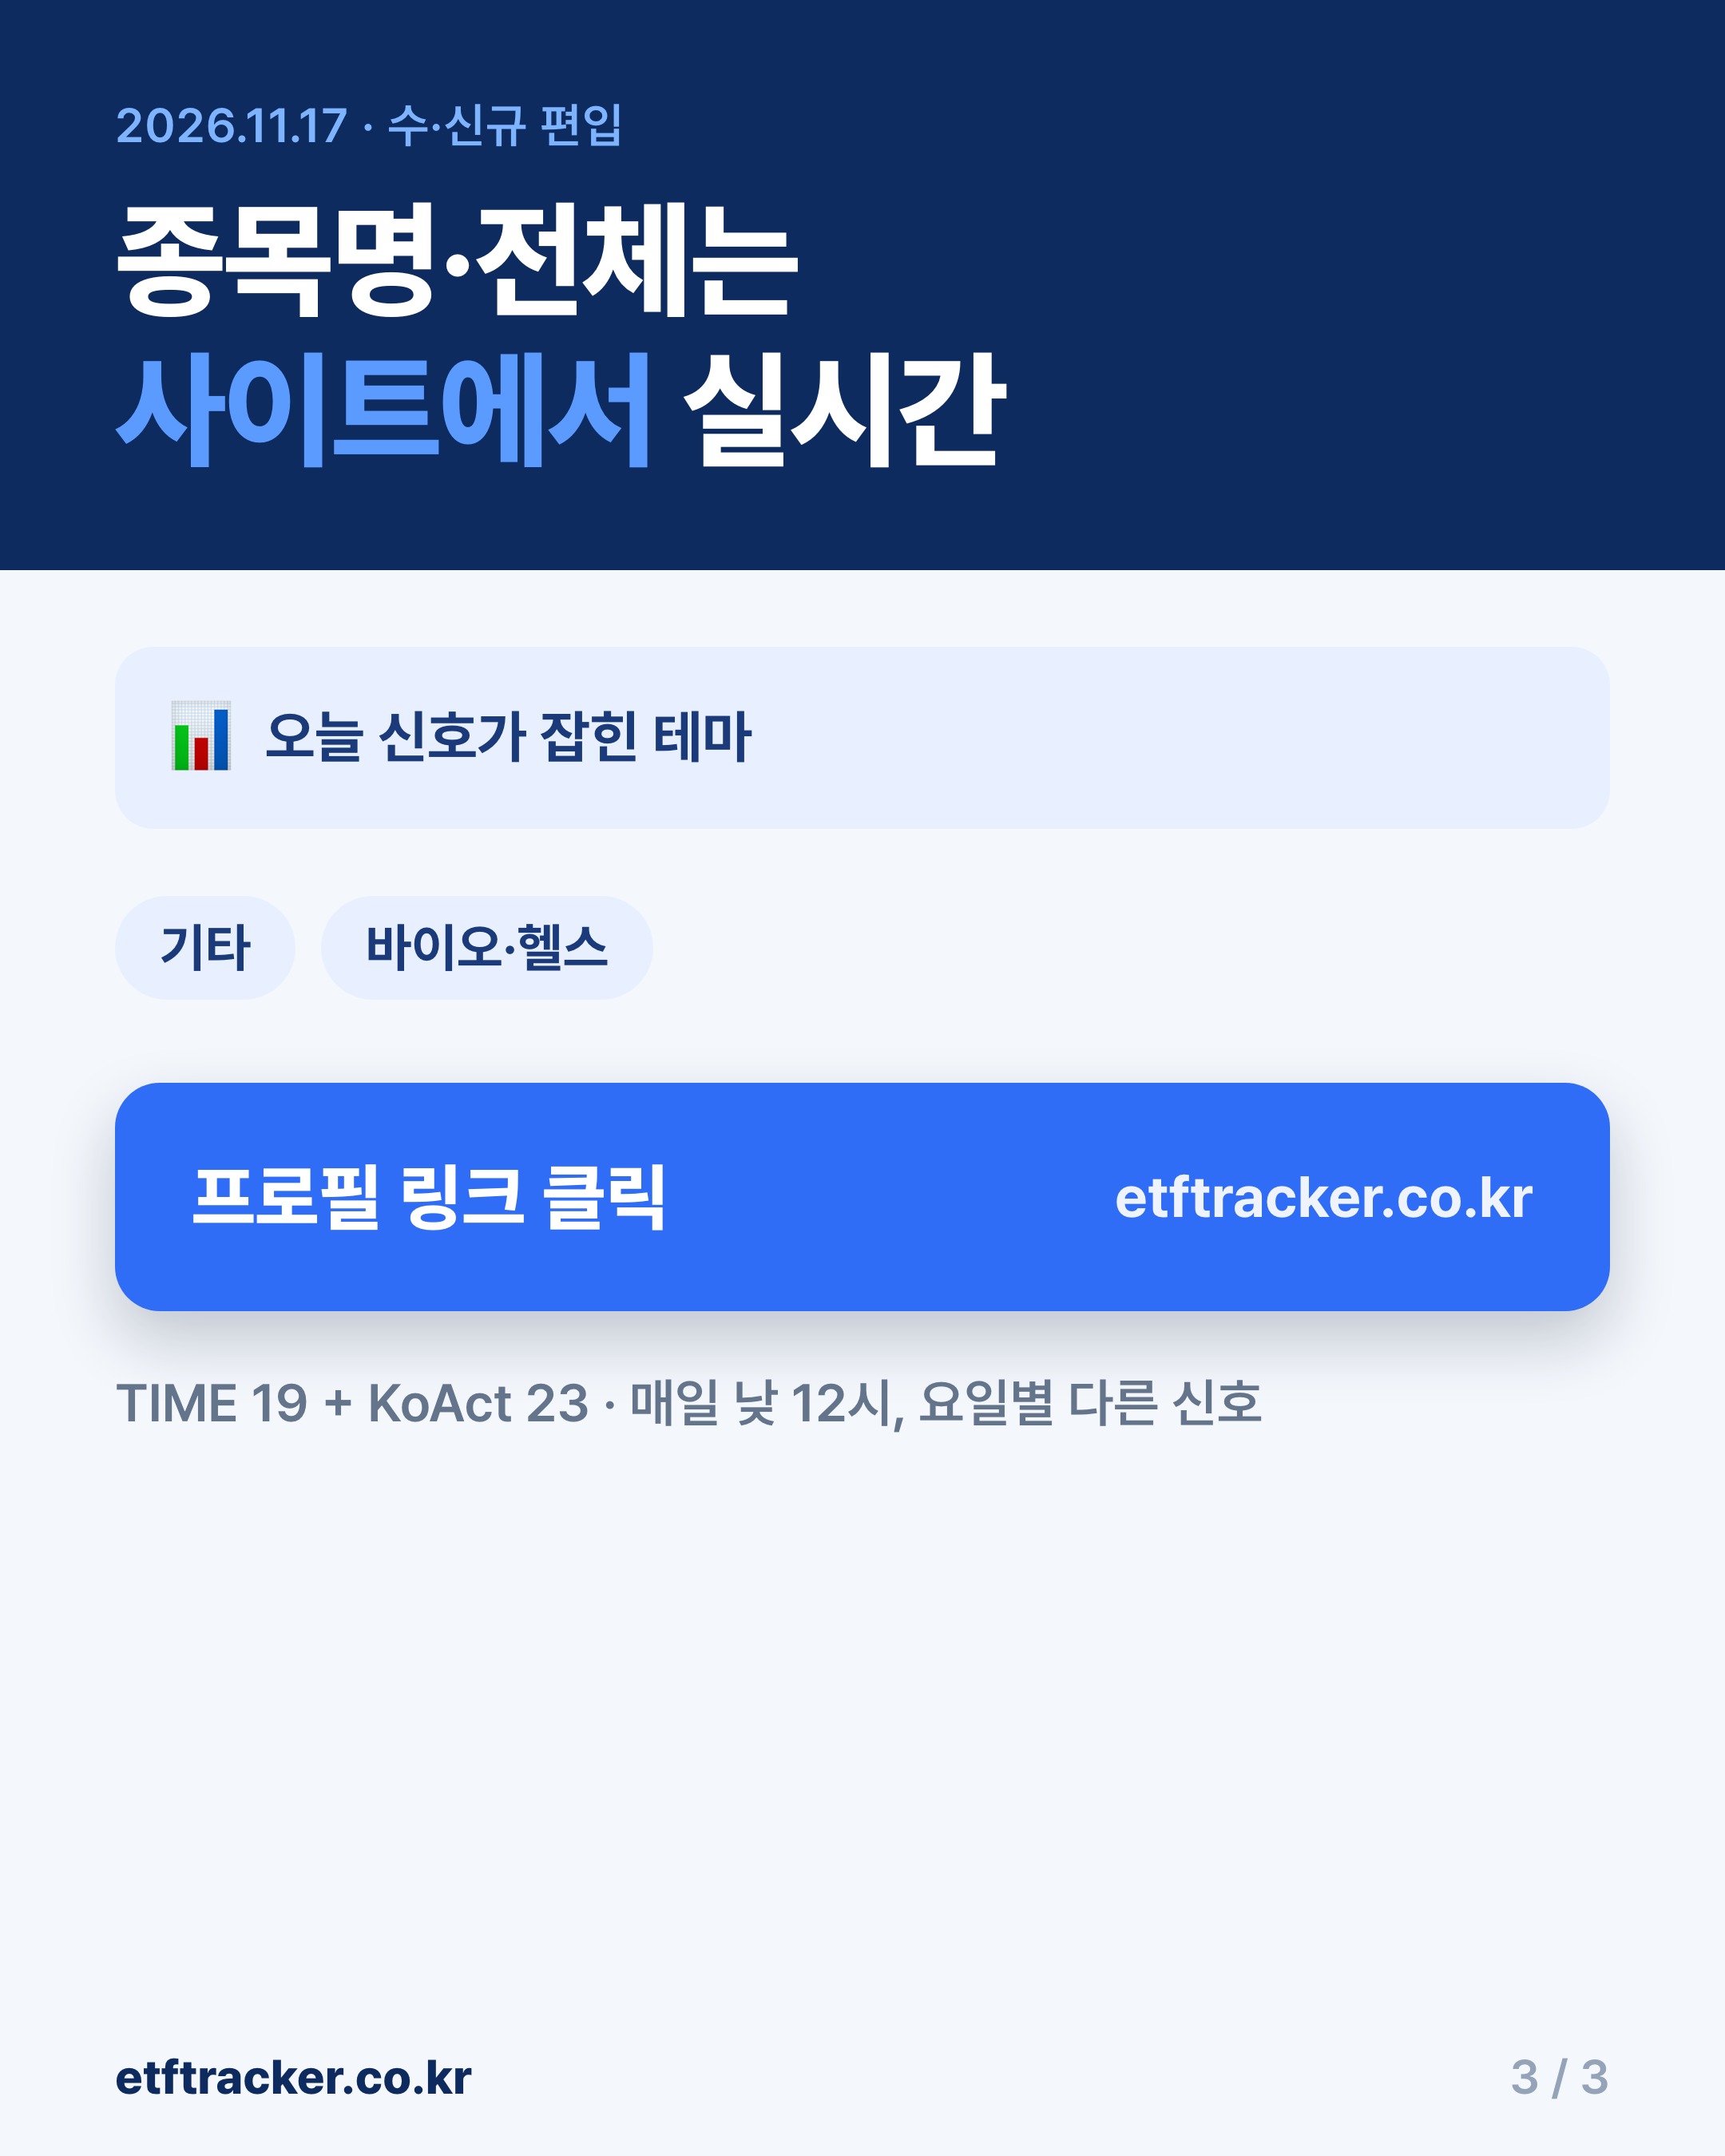 2026.11.17 · 수·신규 편입
종목명·전체는
사이트에서 실시간
오늘 신호가 잡힌 테마
기타
바이오·헬스
프로필 링크 클릭
etftracker.co.kr
TIME 19 + KoAct 23 · 매일 낮 12시, 요일별 다른 신호
etftracker.co.kr
3 / 3